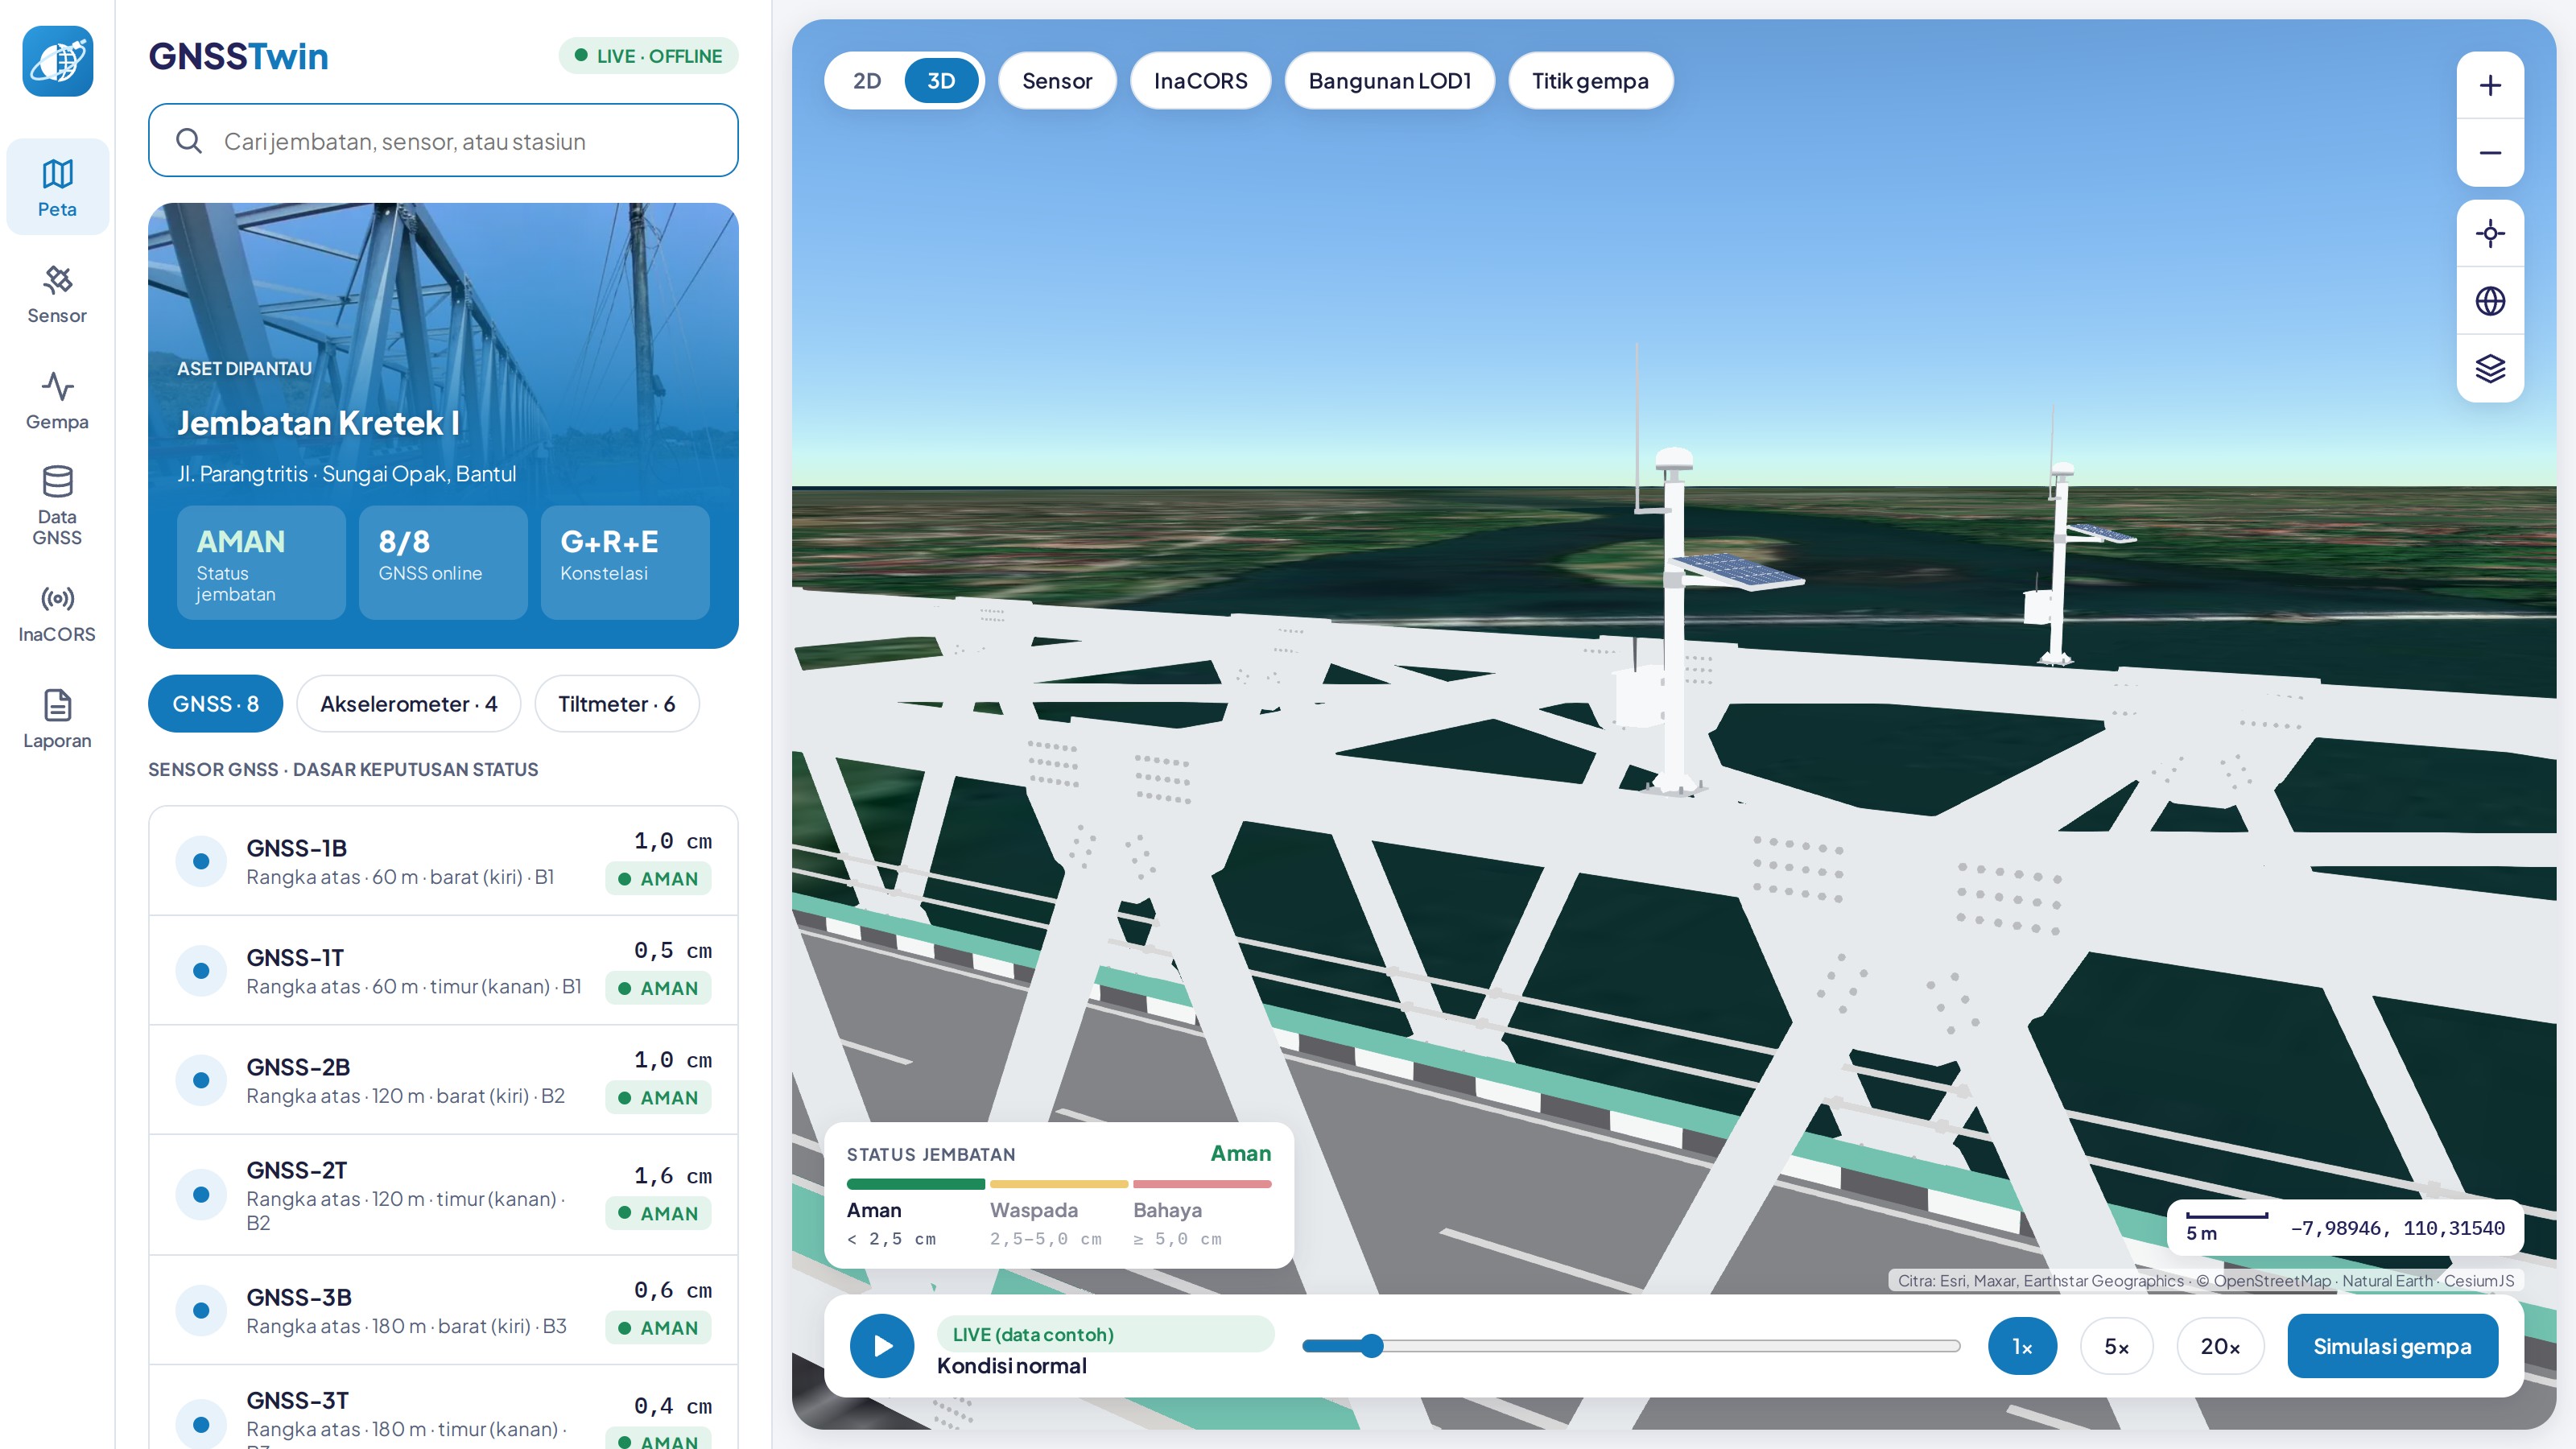 GNSSTwin
LIVE · OFFLINE
Cari jembatan, sensor, atau stasiun
Peta
Sensor
Gempa
Data
GNSS
InaCORS
Laporan
ASET DIPANTAU
Jembatan Kretek I
Jl. Parangtritis · Sungai Opak, Bantul
AMAN
Status
jembatan
8/8
GNSS online
G+R+E
Konstelasi
GNSS · 8
Akselerometer · 4
Tiltmeter · 6
SENSOR GNSS · DASAR KEPUTUSAN STATUS
GNSS-1B
Rangka atas · 60 m · barat (kiri) · B1
1,0 cm
AMAN
GNSS-1T
Rangka atas · 60 m · timur (kanan) · B1
0,5 cm
AMAN
GNSS-2B
Rangka atas · 120 m · barat (kiri) · B2
1,0 cm
AMAN
GNSS-2T
Rangka atas · 120 m · timur (kanan) ·
B2
1,6 cm
AMAN
GNSS-3B
Rangka atas · 180 m · barat (kiri) · B3
0,6 cm
AMAN
GNSS-3T
Rangka atas · 180 m · timur (kanan) ·
0,4 cm
AMAN
2D
3D
Sensor
InaCORS
Bangunan LOD1
Titik gempa
STATUS JEMBATAN
Aman
Aman
Waspada
Bahaya
< 2,5 cm
2,5–5,0 cm
≥ 5,0 cm
5 m
−7,98946, 110,31540
Citra: Esri, Maxar, Earthstar Geographics · © OpenStreetMap · Natural Earth · CesiumJS
LIVE (data contoh)
Kondisi normal
1×
5×
20×
Simulasi gempa